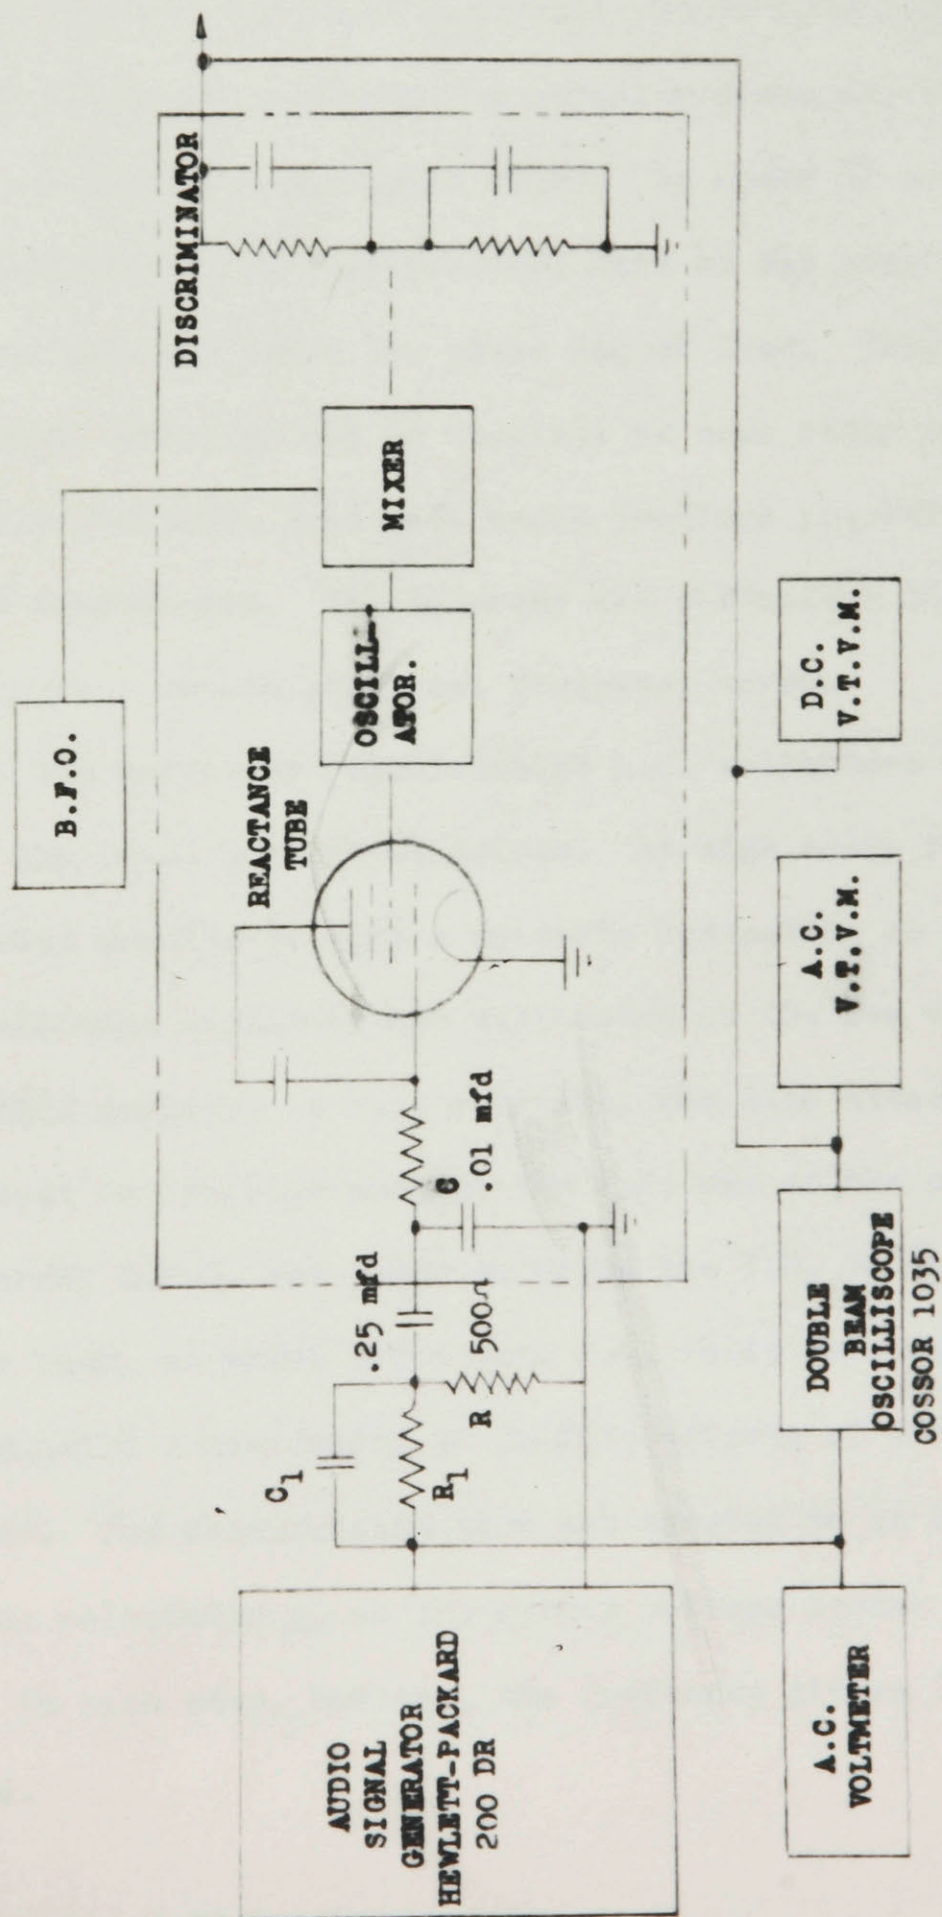 B.F.O.
DISCRIMINATOR
REACTANCE
TUBE
OSCILL-
ATOR.
MIXER
C1
.25 mfd
C
.01 mfd
R1
R 500Ω
AUDIO
SIGNAL
GENERATOR
HEWLETT-PACKARD
200 DR
A.C.
VOLTMETER
DOUBLE
BEAM
OSCILLISCOPE
COSSOR 1035
A.C.
V.T.V.M.
D.C.
V.T.V.M.